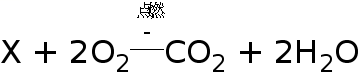 点燃
X + 2O₂ — CO₂ + 2H₂O